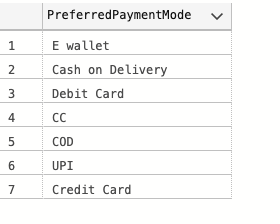 PreferredPaymentMode
1 E wallet
2 Cash on Delivery
3 Debit Card
4 CC
5 COD
6 UPI
7 Credit Card